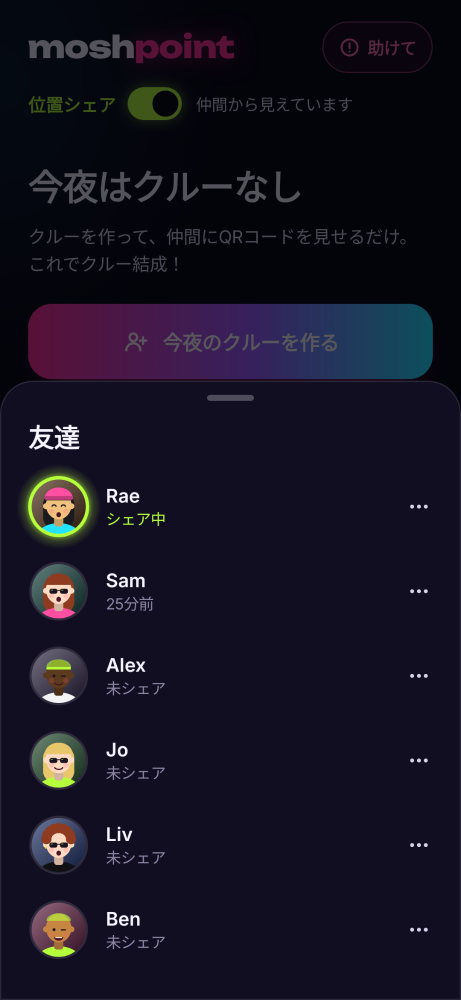 moshpoint
助けて
位置シェア
仲間から見えています
今夜はクルーなし
クルーを作って、仲間にQRコードを見せるだけ。
これでクルー結成！
今夜のクルーを作る
友達
Rae
シェア中
Sam
25分前
Alex
未シェア
Jo
未シェア
Liv
未シェア
Ben
未シェア